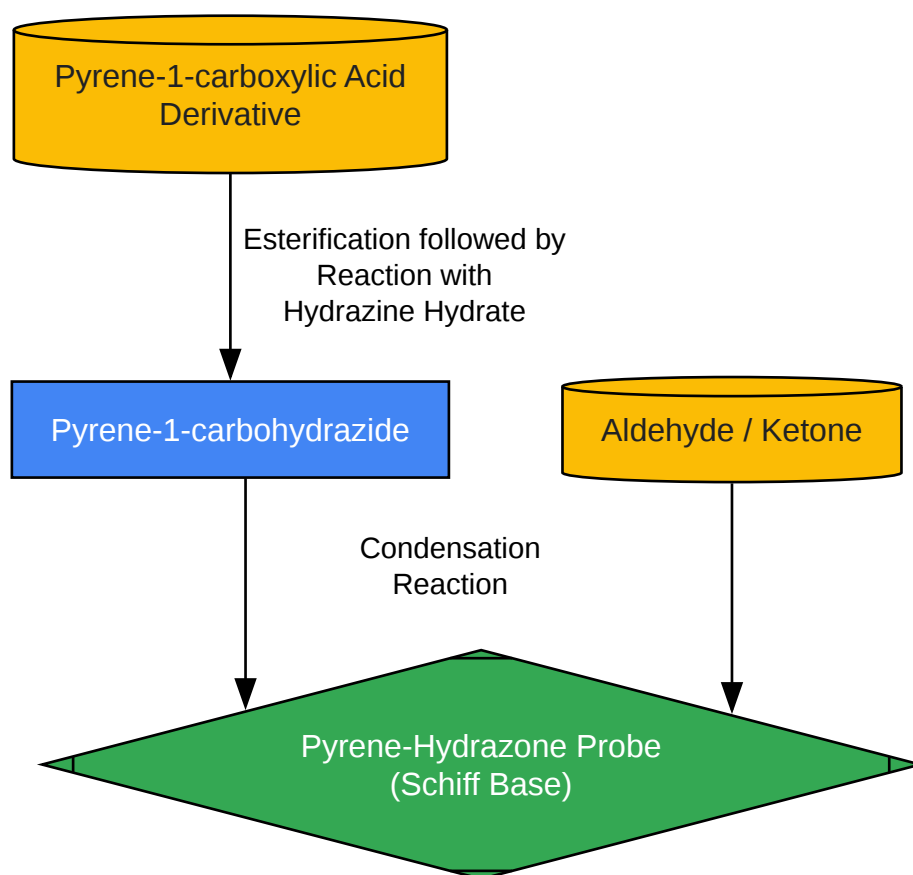 Pyrene-1-carboxylic Acid
Derivative
Esterification followed by
Reaction with
Hydrazine Hydrate
Pyrene-1-carbohydrazide
Aldehyde / Ketone
Condensation
Reaction
Pyrene-Hydrazone Probe
(Schiff Base)